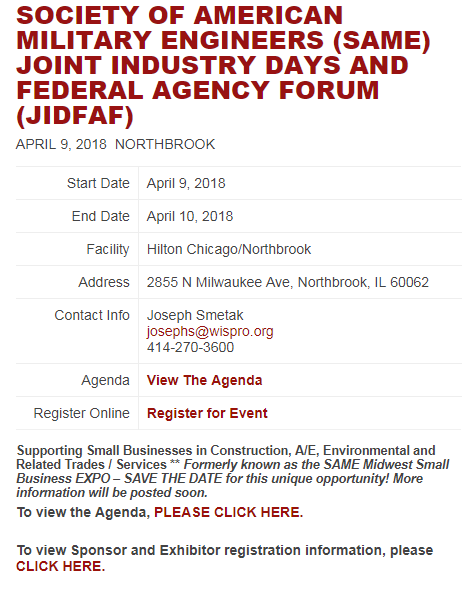 SOCIETY OF AMERICAN
MILITARY ENGINEERS (SAME)
JOINT INDUSTRY DAYS AND
FEDERAL AGENCY FORUM
(JIDFAF)
APRIL 9, 2018 NORTHBROOK
Start Date April 9, 2018
End Date April 10, 2018
Facility Hilton Chicago/Northbrook
Address 2855 N Milwaukee Ave, Northbrook, IL 60062
Contact Info Joseph Smetak
josephs@wispro.org
414-270-3600
Agenda View The Agenda
Register Online Register for Event
Supporting Small Businesses in Construction, A/E, Environmental and
Related Trades / Services ** Formerly known as the SAME Midwest Small
Business EXPO – SAVE THE DATE for this unique opportunity! More
information will be posted soon.
To view the Agenda, PLEASE CLICK HERE.
To view Sponsor and Exhibitor registration information, please
CLICK HERE.